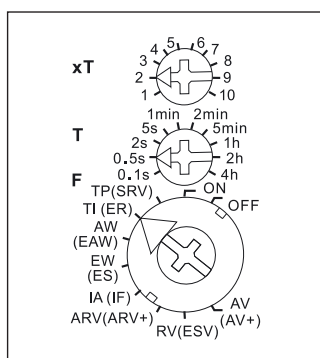 xT
1 2 3 4 5 6 7 8 9 10
T
0.1s 0.5s 2s 5s 1min 2min 5min 1h 2h 4h
F
TP(SRV) ON
TI (ER) OFF
AW
(EAW)
EW
(ES)
IA (IF) AV
ARV(ARV+) (AV+)
RV(ESV)